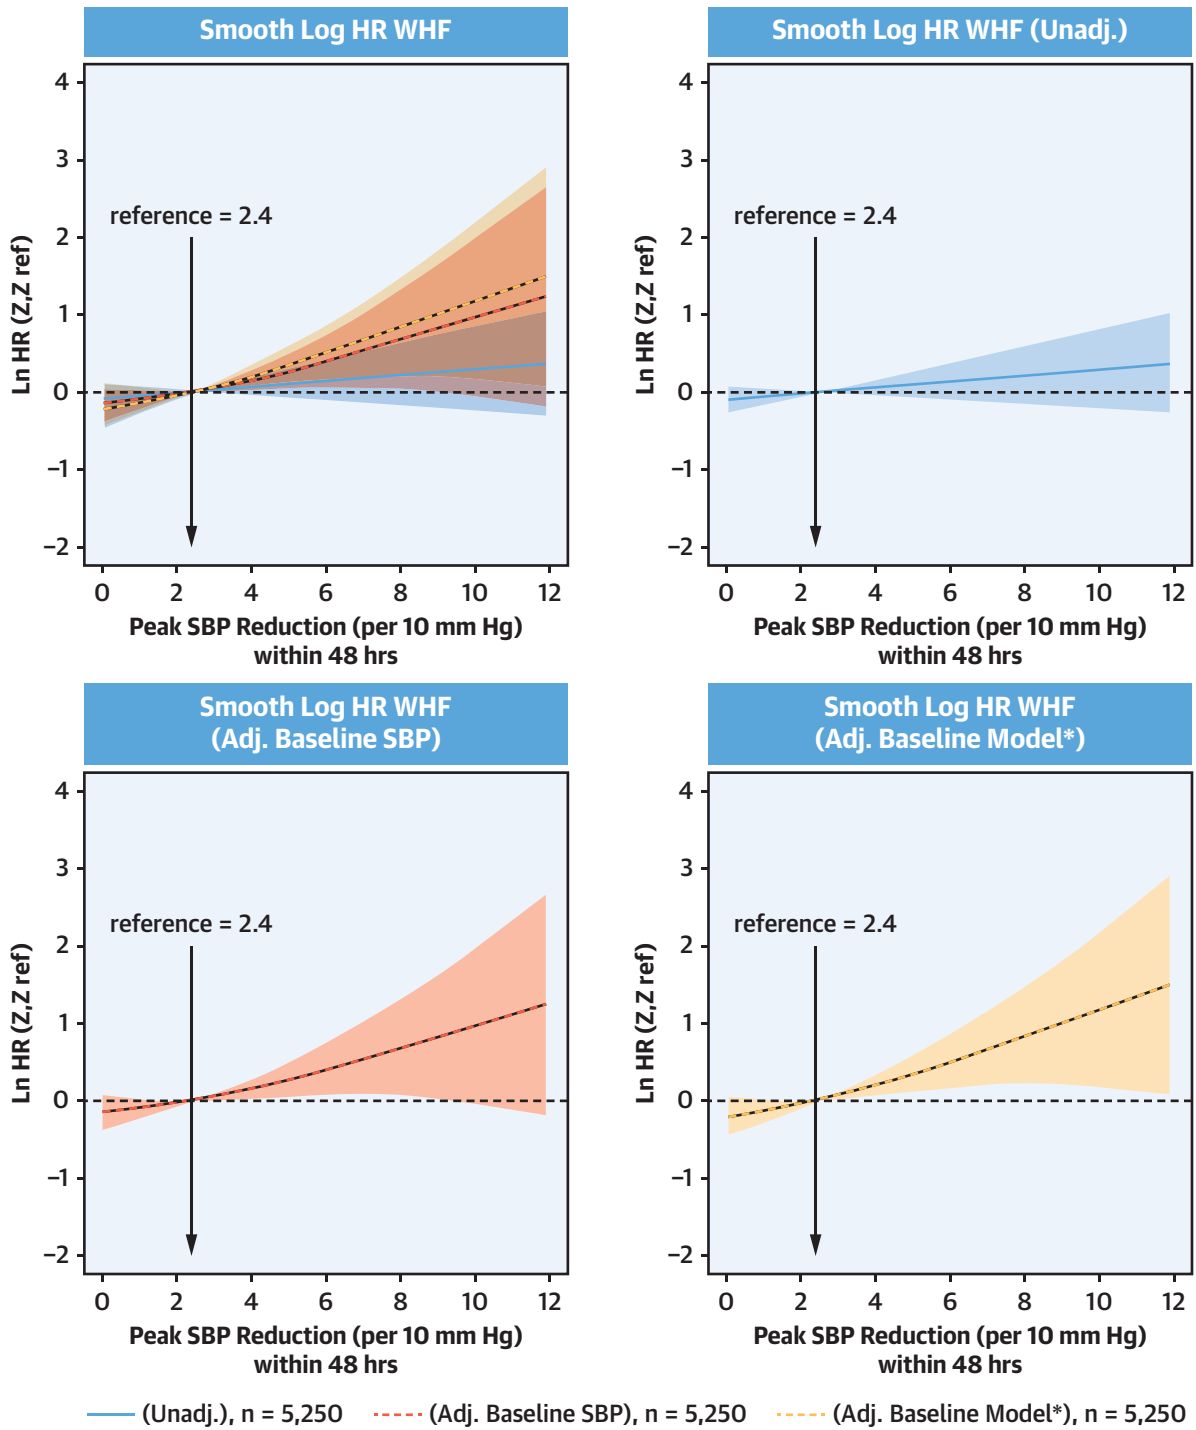 Smooth Log HR WHF
4
3
2
1
0
−1
−2
Ln HR (Z,Z ref)
reference = 2.4
0 2 4 6 8 10 12
Peak SBP Reduction (per 10 mm Hg)
within 48 hrs
Smooth Log HR WHF (Unadj.)
4
3
2
1
0
−1
−2
Ln HR (Z,Z ref)
reference = 2.4
0 2 4 6 8 10 12
Peak SBP Reduction (per 10 mm Hg)
within 48 hrs
Smooth Log HR WHF
(Adj. Baseline SBP)
4
3
2
1
0
−1
−2
Ln HR (Z,Z ref)
reference = 2.4
0 2 4 6 8 10 12
Peak SBP Reduction (per 10 mm Hg)
within 48 hrs
Smooth Log HR WHF
(Adj. Baseline Model*)
4
3
2
1
0
−1
−2
Ln HR (Z,Z ref)
reference = 2.4
0 2 4 6 8 10 12
Peak SBP Reduction (per 10 mm Hg)
within 48 hrs
(Unadj.), n = 5,250 (Adj. Baseline SBP), n = 5,250 (Adj. Baseline Model*), n = 5,250